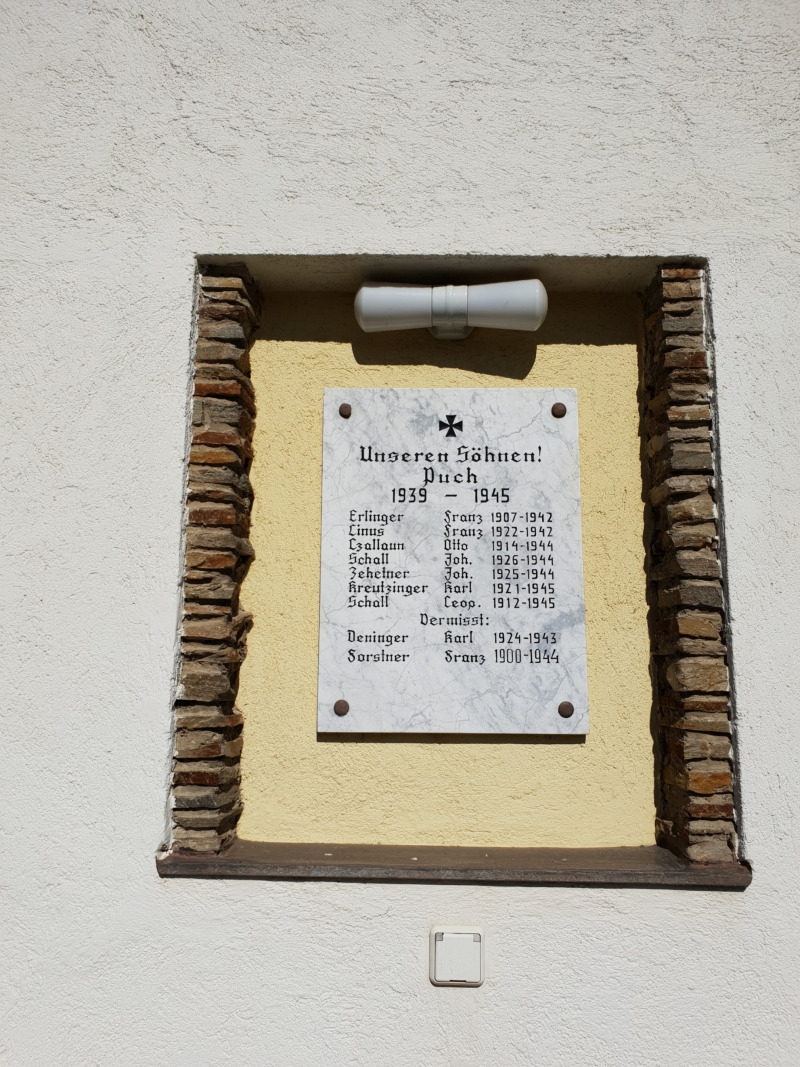 Unseren Söhnen!
Puch
1939 – 1945
Erlinger Franz 1907-1942
Linus Franz 1922-1942
Czallaun Otto 1914-1944
Schall Joh. 1926-1944
Zehetner Joh. 1925-1944
Kreutzinger Karl 1921-1945
Schall Leop. 1912-1945
Vermisst:
Deninger Karl 1924-1943
Forstner Franz 1900-1944